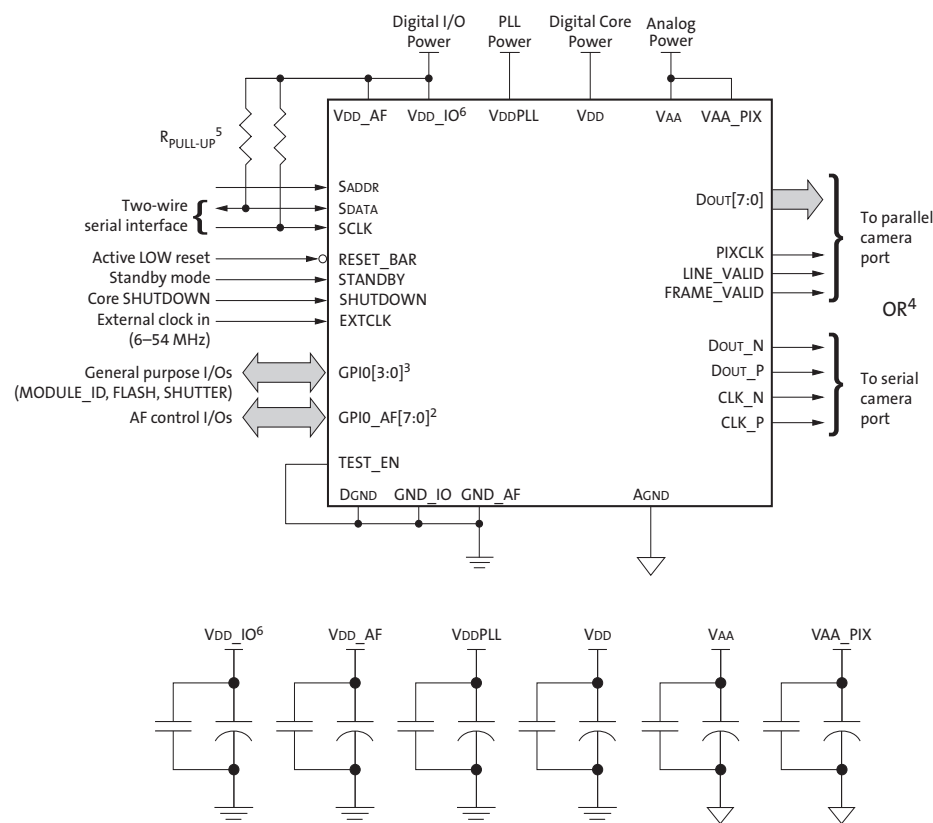 Digital I/O
Power
PLL
Power
Digital Core
Power
Analog
Power
VDD_AF
VDD_IO6
VDDPLL
VDD
VAA
VAA_PIX
RPULL-UP5
SADDR
Two-wire
serial interface
{
SDATA
SCLK
Active LOW reset
RESET_BAR
Standby mode
STANDBY
Core SHUTDOWN
SHUTDOWN
External clock in
(6–54 MHz)
EXTCLK
General purpose I/Os
(MODULE_ID, FLASH, SHUTTER)
GPI0[3:0]3
AF control I/Os
GPI0_AF[7:0]2
TEST_EN
DGND
GND_IO
GND_AF
AGND
DOUT[7:0]
PIXCLK
LINE_VALID
FRAME_VALID
}
To parallel
camera
port
OR4
DOUT_N
DOUT_P
CLK_N
CLK_P
}
To serial
camera
port
VDD_IO6
VDD_AF
VDDPLL
VDD
VAA
VAA_PIX